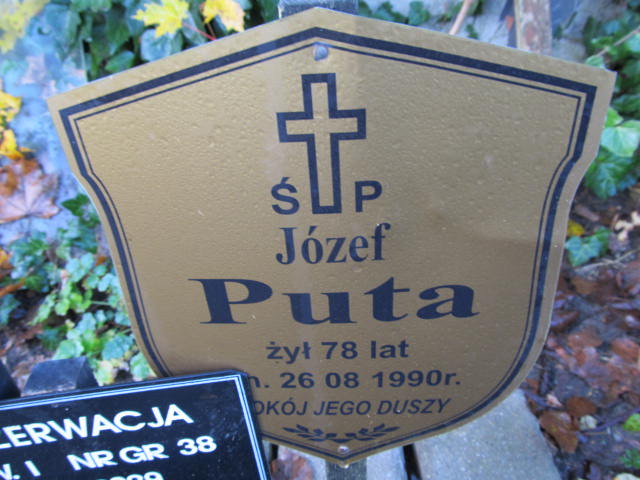 Ś P
Józef
Puta
żył 78 lat
26 08 1990r.
OKÓJ JEGO DUSZY
ERWACJA
W. I NR GR 38